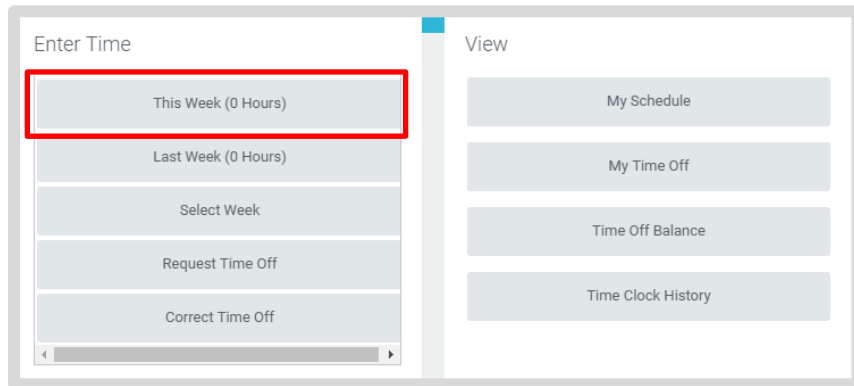 Enter Time
This Week (0 Hours)
Last Week (0 Hours)
Select Week
Request Time Off
Correct Time Off
View
My Schedule
My Time Off
Time Off Balance
Time Clock History